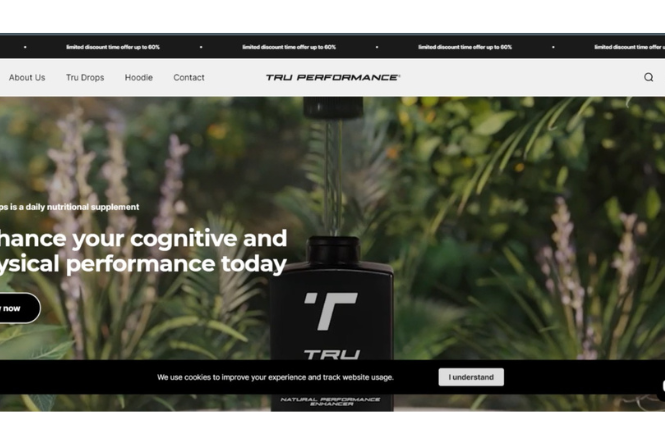 limited discount time offer up to 60% • limited discount time offer up to 60% • limited discount time offer up to 60% • limited discount time offer up to
About Us Tru Drops Hoodie Contact TRU PERFORMANCE®
ps is a daily nutritional supplement
hance your cognitive and
ysical performance today
now
T
TRU
We use cookies to improve your experience and track website usage. I understand
NATURAL PERFORMANCE
ENHANCER